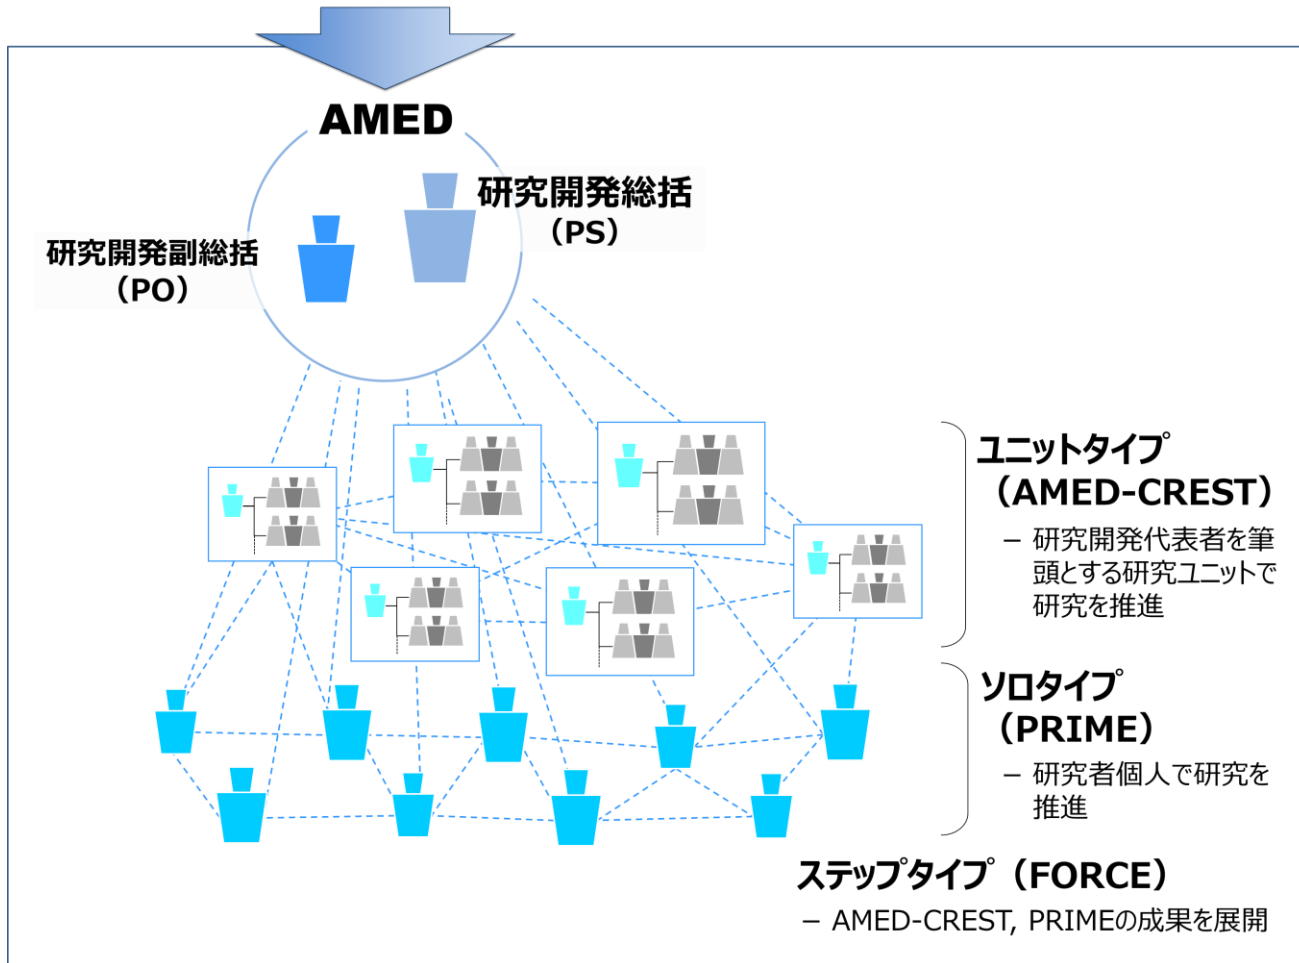 AMED
研究開発総括
（PS）
研究開発副総括
（PO）
ユニットタイプ
（AMED-CREST）
− 研究開発代表者を筆
頭とする研究ユニットで
研究を推進
ソロタイプ
（PRIME）
− 研究者個人で研究を
推進
ステップタイプ（FORCE）
− AMED-CREST, PRIMEの成果を展開